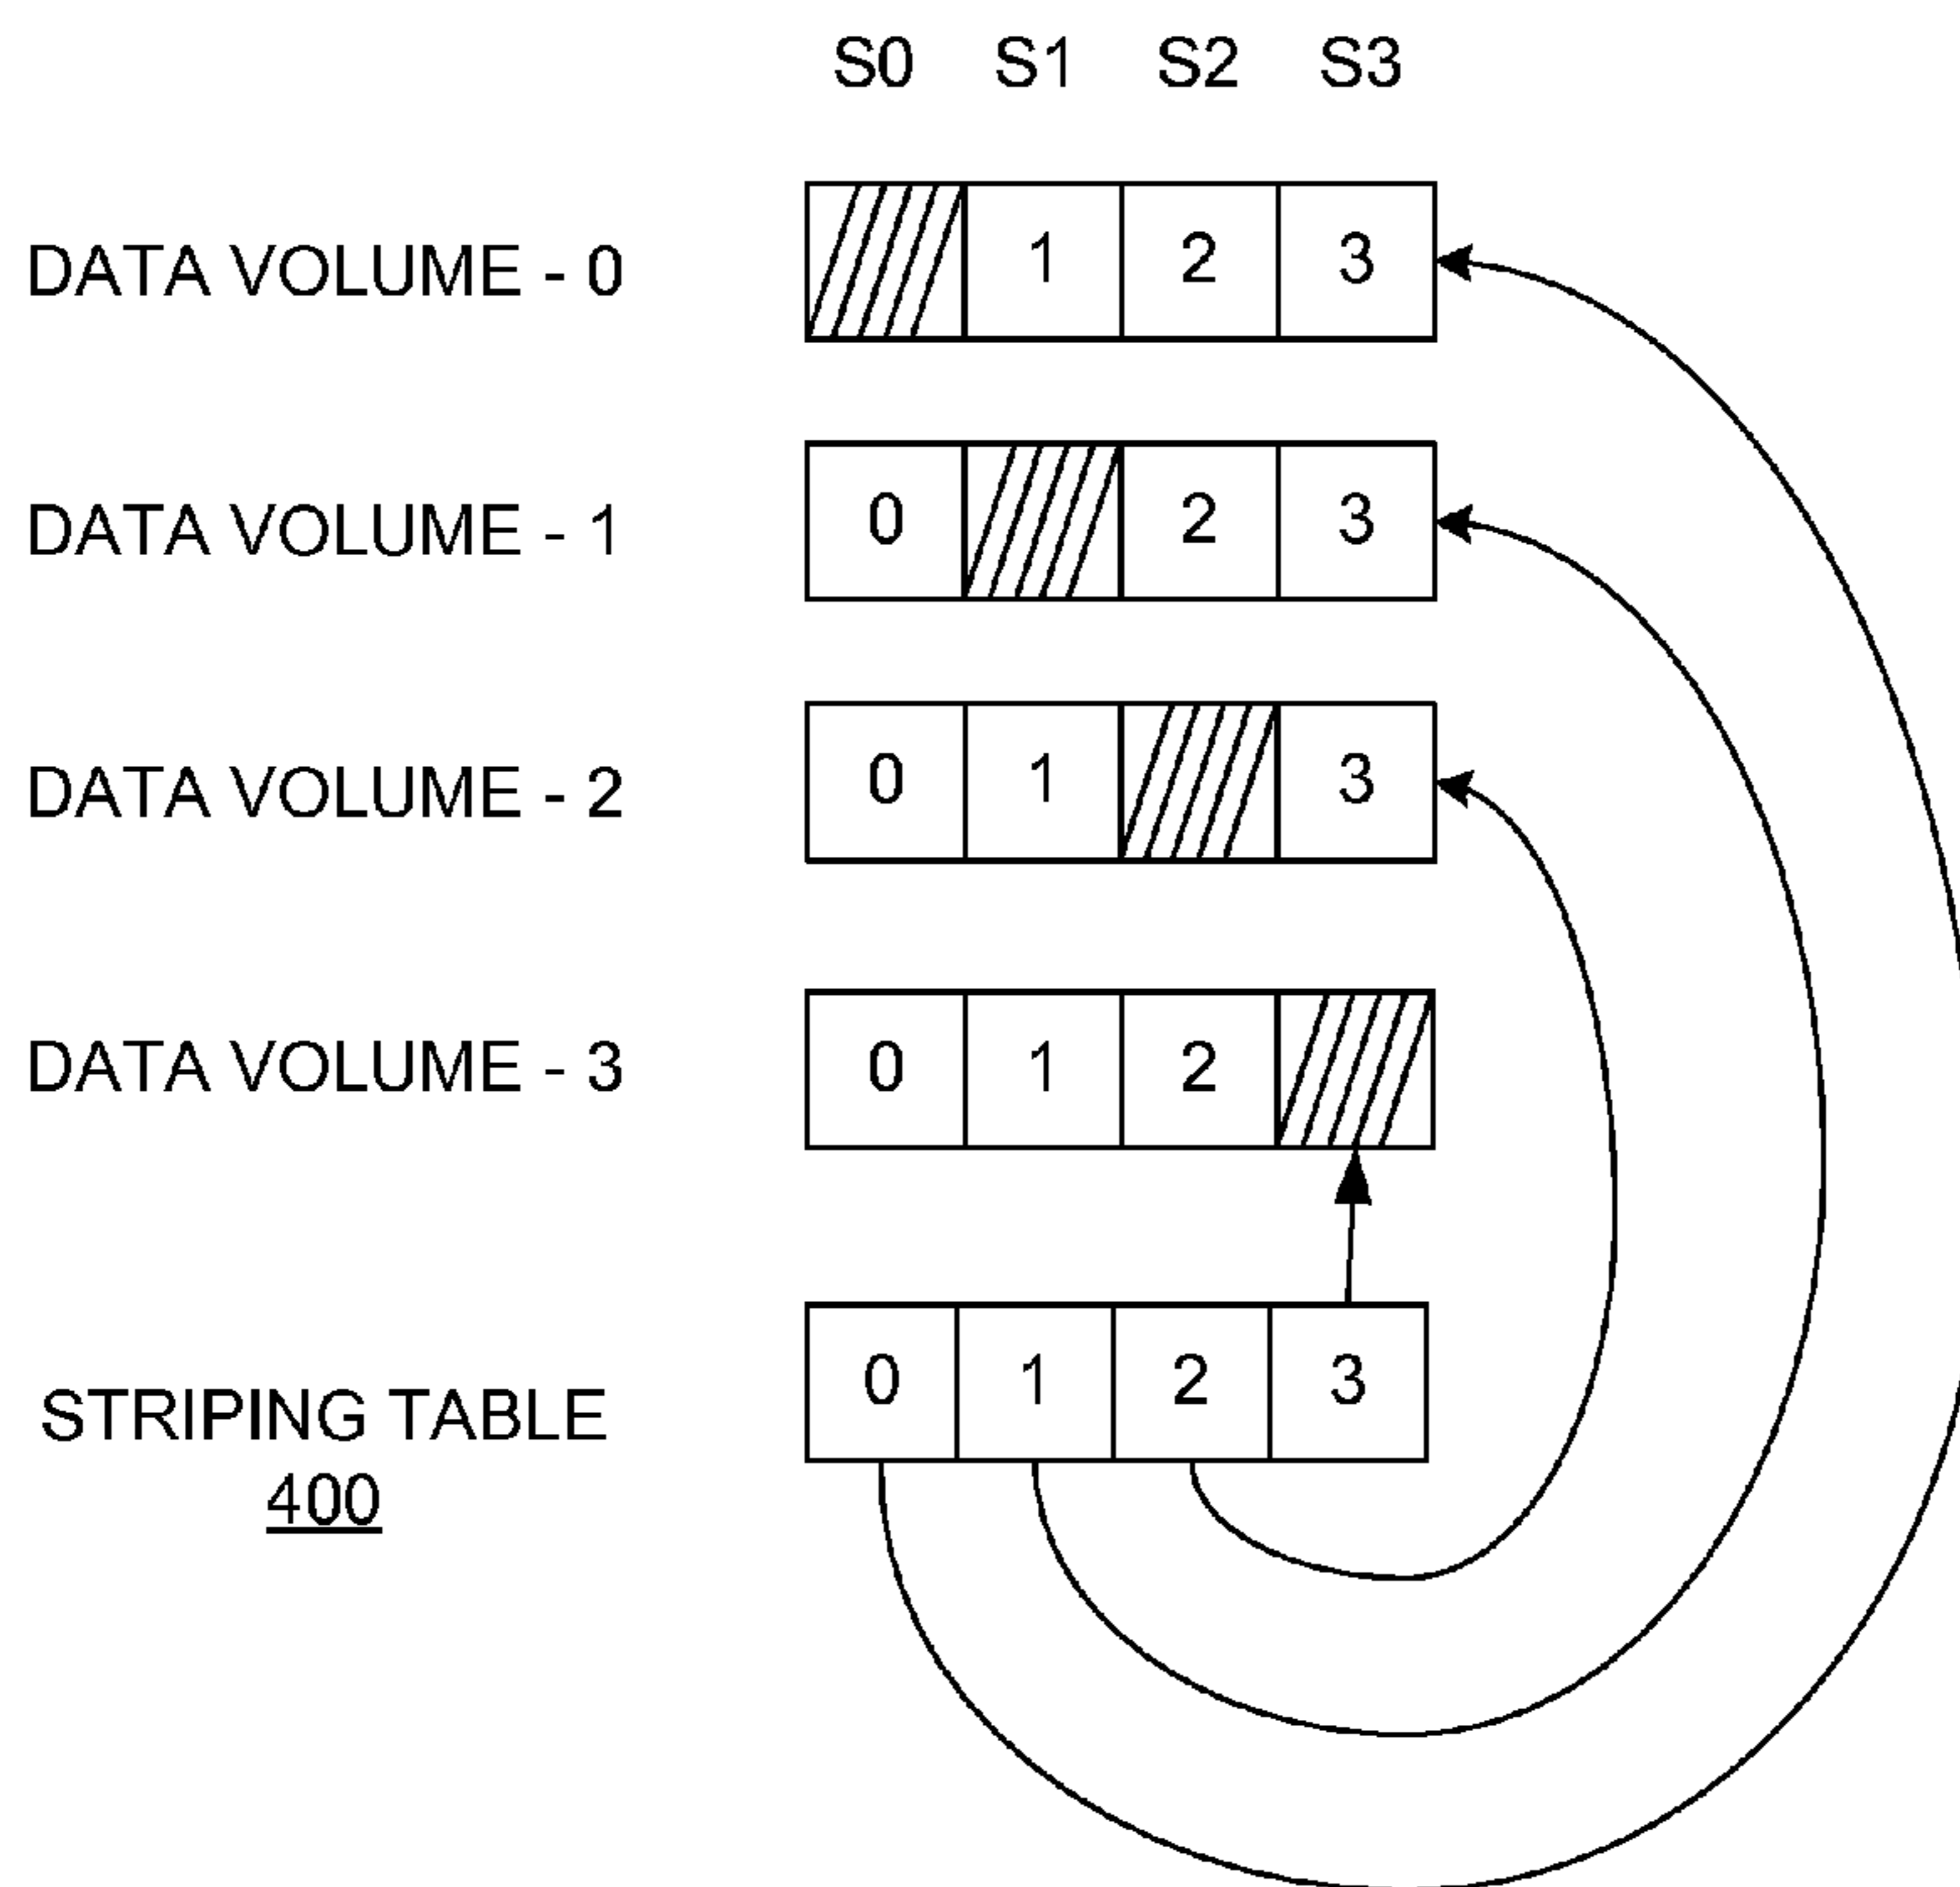 S0 S1 S2 S3
DATA VOLUME - 0 1 2 3
DATA VOLUME - 1 0 2 3
DATA VOLUME - 2 0 1 3
DATA VOLUME - 3 0 1 2
0 1 2 3
STRIPING TABLE
400